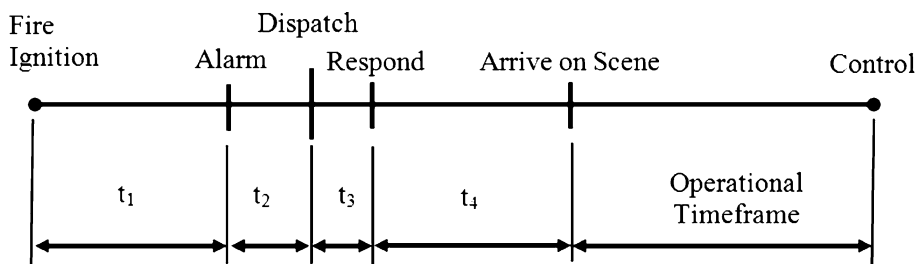 Fire
Ignition
Alarm
Dispatch
Respond
Arrive on Scene
Control
t₁
t₂
t₃
t₄
Operational
Timeframe